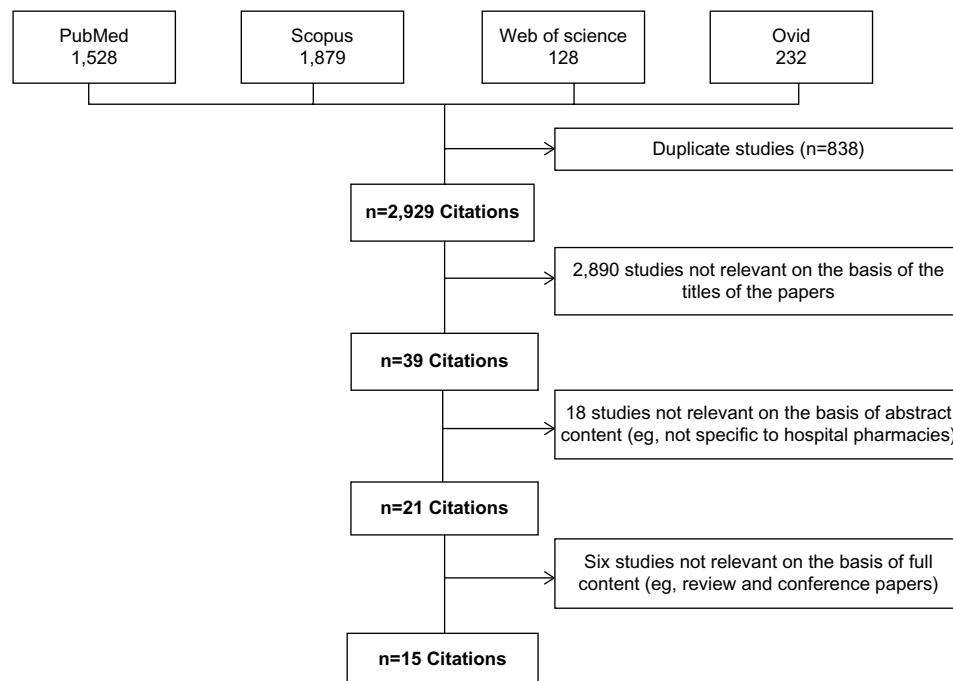 PubMed
1,528
Scopus
1,879
Web of science
128
Ovid
232
Duplicate studies (n=838)
n=2,929 Citations
2,890 studies not relevant on the basis of the
titles of the papers
n=39 Citations
18 studies not relevant on the basis of abstract
content (eg, not specific to hospital pharmacies)
n=21 Citations
Six studies not relevant on the basis of full
content (eg, review and conference papers)
n=15 Citations